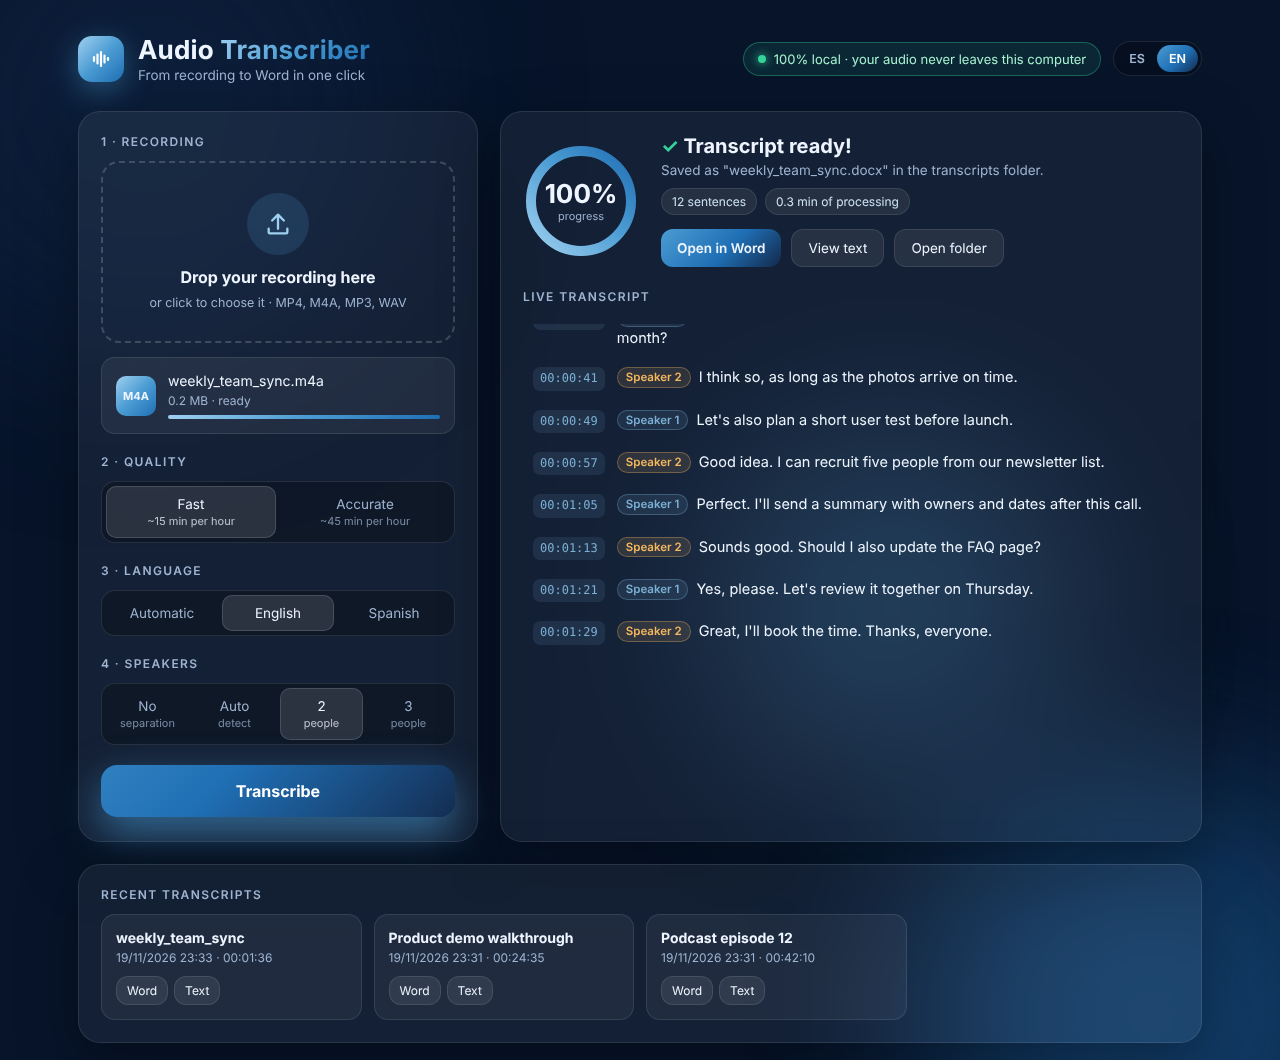 Audio Transcriber
From recording to Word in one click
100% local · your audio never leaves this computer
ES
EN
1 · RECORDING
Drop your recording here
or click to choose it · MP4, M4A, MP3, WAV
M4A
weekly_team_sync.m4a
0.2 MB · ready
2 · QUALITY
Fast
~15 min per hour
Accurate
~45 min per hour
3 · LANGUAGE
Automatic
English
Spanish
4 · SPEAKERS
No
separation
Auto
detect
2
people
3
people
Transcribe
100%
progress
Transcript ready!
Saved as "weekly_team_sync.docx" in the transcripts folder.
12 sentences
0.3 min of processing
Open in Word
View text
Open folder
LIVE TRANSCRIPT
month?
00:00:41 Speaker 2 I think so, as long as the photos arrive on time.
00:00:49 Speaker 1 Let's also plan a short user test before launch.
00:00:57 Speaker 2 Good idea. I can recruit five people from our newsletter list.
00:01:05 Speaker 1 Perfect. I'll send a summary with owners and dates after this call.
00:01:13 Speaker 2 Sounds good. Should I also update the FAQ page?
00:01:21 Speaker 1 Yes, please. Let's review it together on Thursday.
00:01:29 Speaker 2 Great, I'll book the time. Thanks, everyone.
RECENT TRANSCRIPTS
weekly_team_sync
19/11/2026 23:33 · 00:01:36
Word
Text
Product demo walkthrough
19/11/2026 23:31 · 00:24:35
Word
Text
Podcast episode 12
19/11/2026 23:31 · 00:42:10
Word
Text